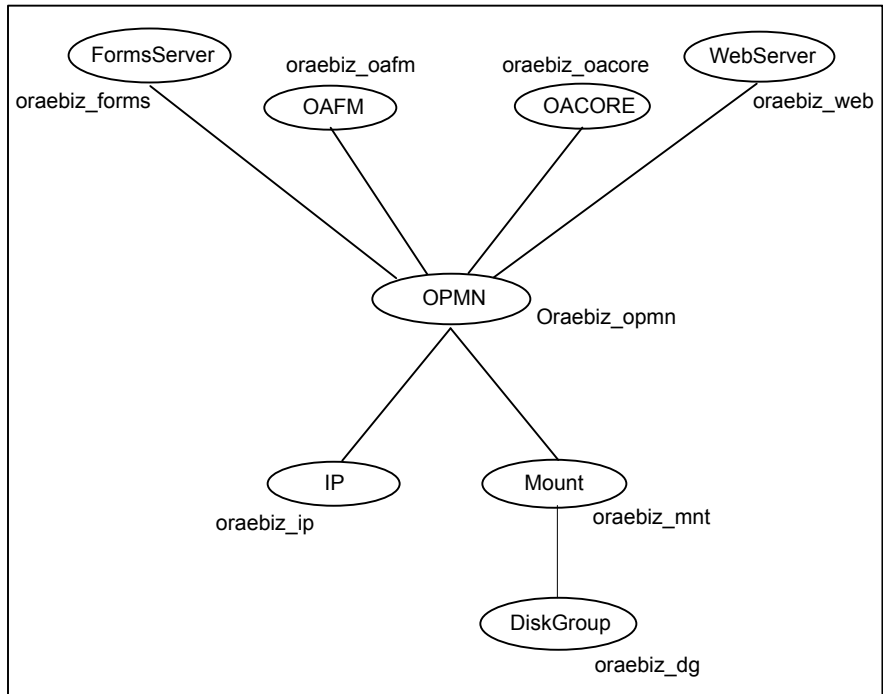 FormsServer
WebServer
oraebiz_oafm
oraebiz_oacore
oraebiz_forms
OAFM
OACORE
oraebiz_web
OPMN
Oraebiz_opmn
IP
Mount
oraebiz_ip
oraebiz_mnt
DiskGroup
oraebiz_dg